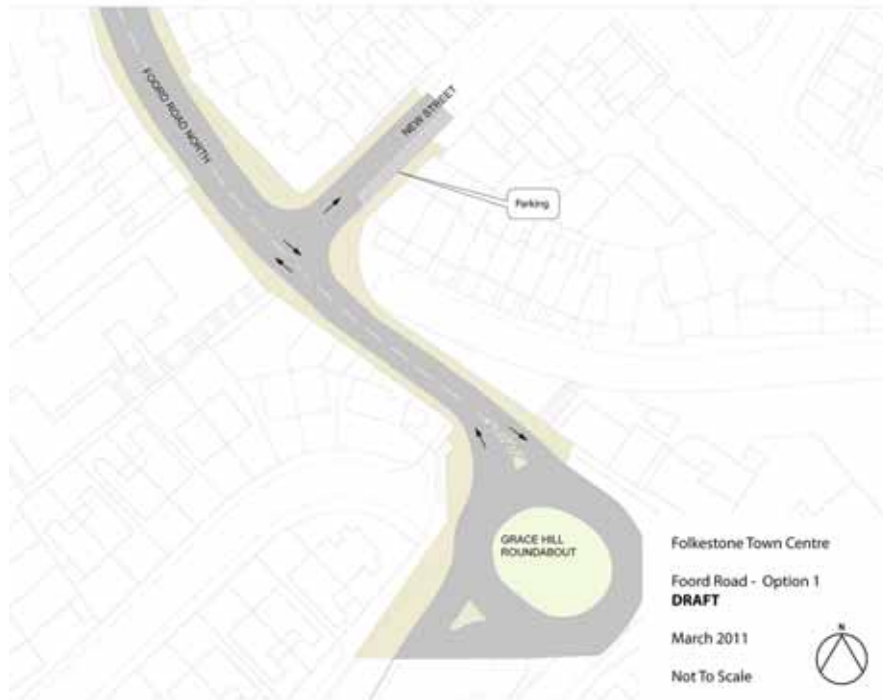 FOORD ROAD NORTH
NEW STREET
Parking
GRACE HILL
ROUNDABOUT
Folkestone Town Centre
Foord Road - Option 1
DRAFT
March 2011
Not To Scale
N